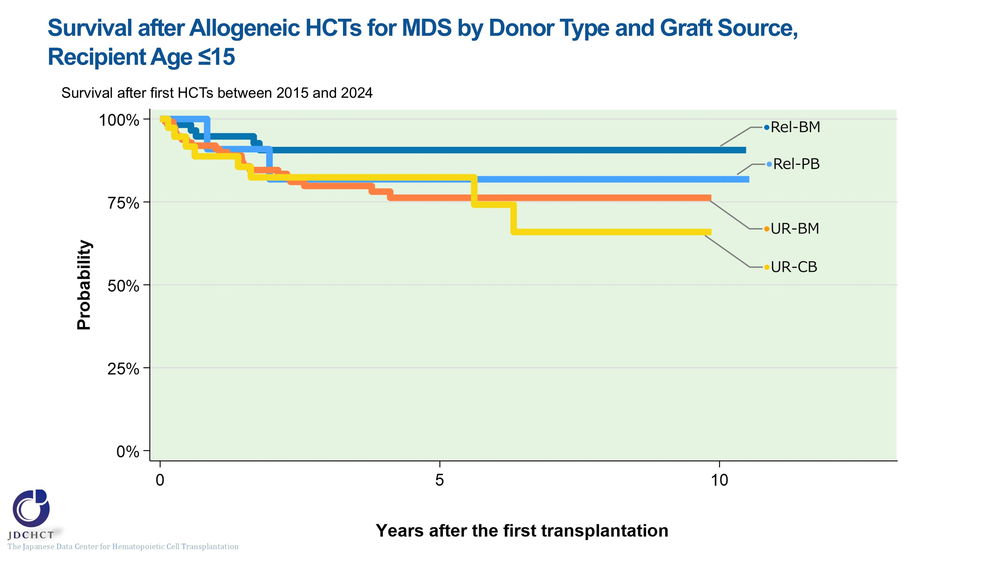 Survival after Allogeneic HCTs for MDS by Donor Type and Graft Source,
Recipient Age ≤15
Survival after first HCTs between 2015 and 2024
100%
75%
50%
25%
0%
Probability
Rel-BM
Rel-PB
UR-BM
UR-CB
0
5
10
Years after the first transplantation
JDCHCT
The Japanese Data Center for Hematopoietic Cell Transplantation